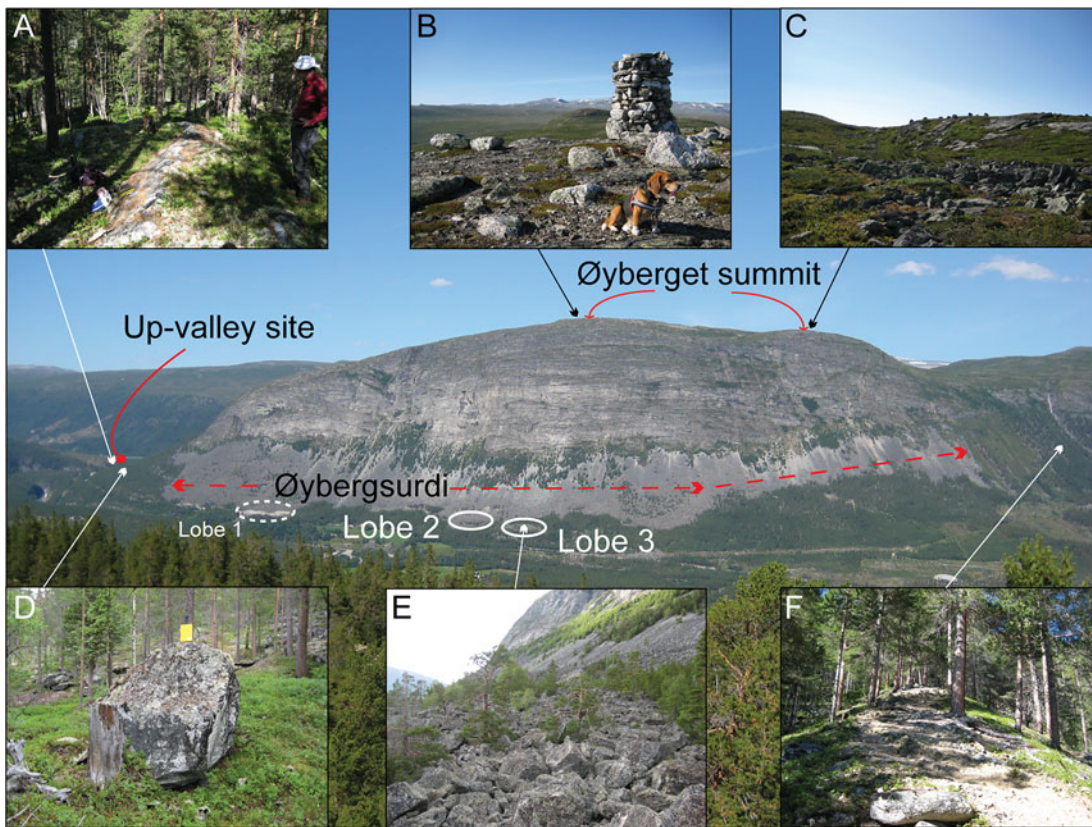 A
B
C
Øyberget summit
Up-valley site
Øybergsurdi
Lobe 1
Lobe 2
Lobe 3
D
E
F